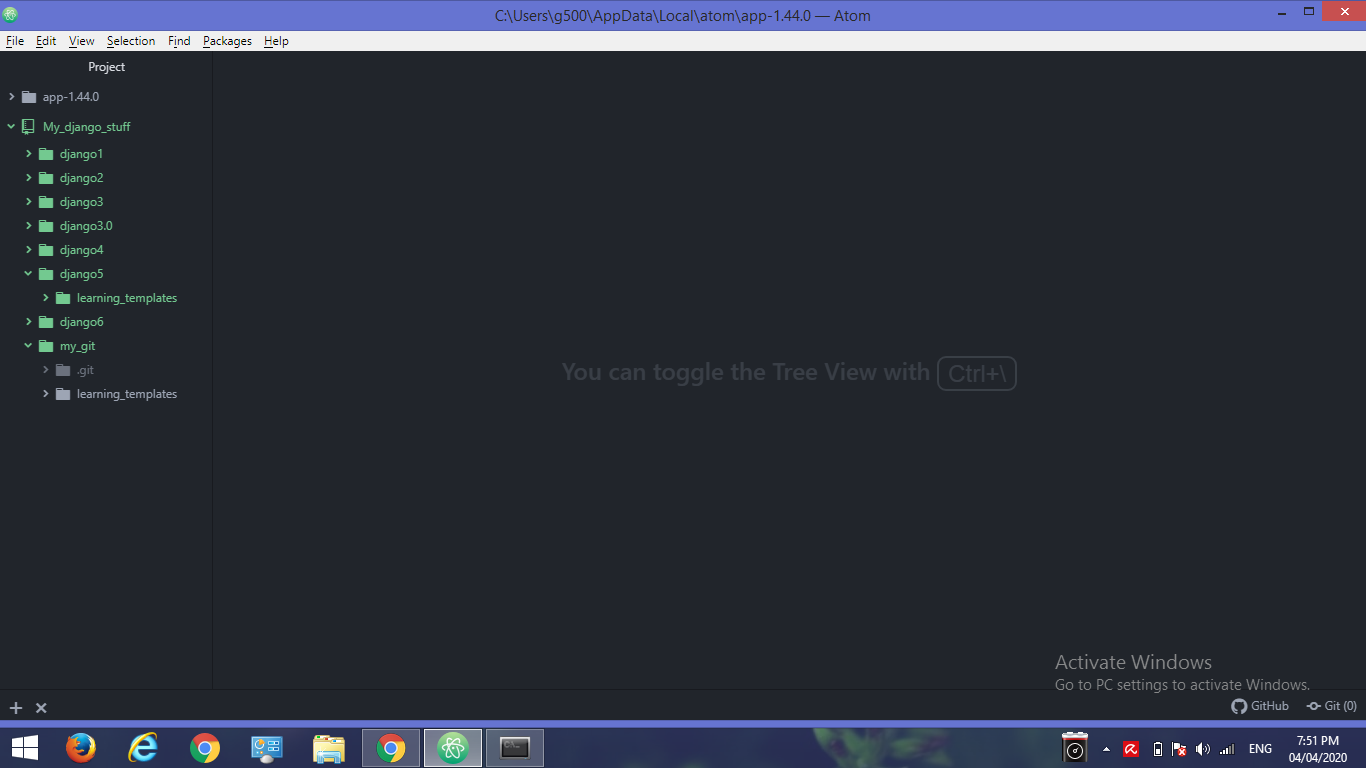 C:\Users\g500\AppData\Local\atom\app-1.44.0 — Atom
File Edit View Selection Find Packages Help
Project
app-1.44.0
My_django_stuff
django1
django2
django3
django3.0
django4
django5
learning_templates
django6
my_git
.git
learning_templates
You can toggle the Tree View with Ctrl+\
Activate Windows
Go to PC settings to activate Windows.
GitHub Git (0)
C:\_
ENG
7:51 PM
04/04/2020